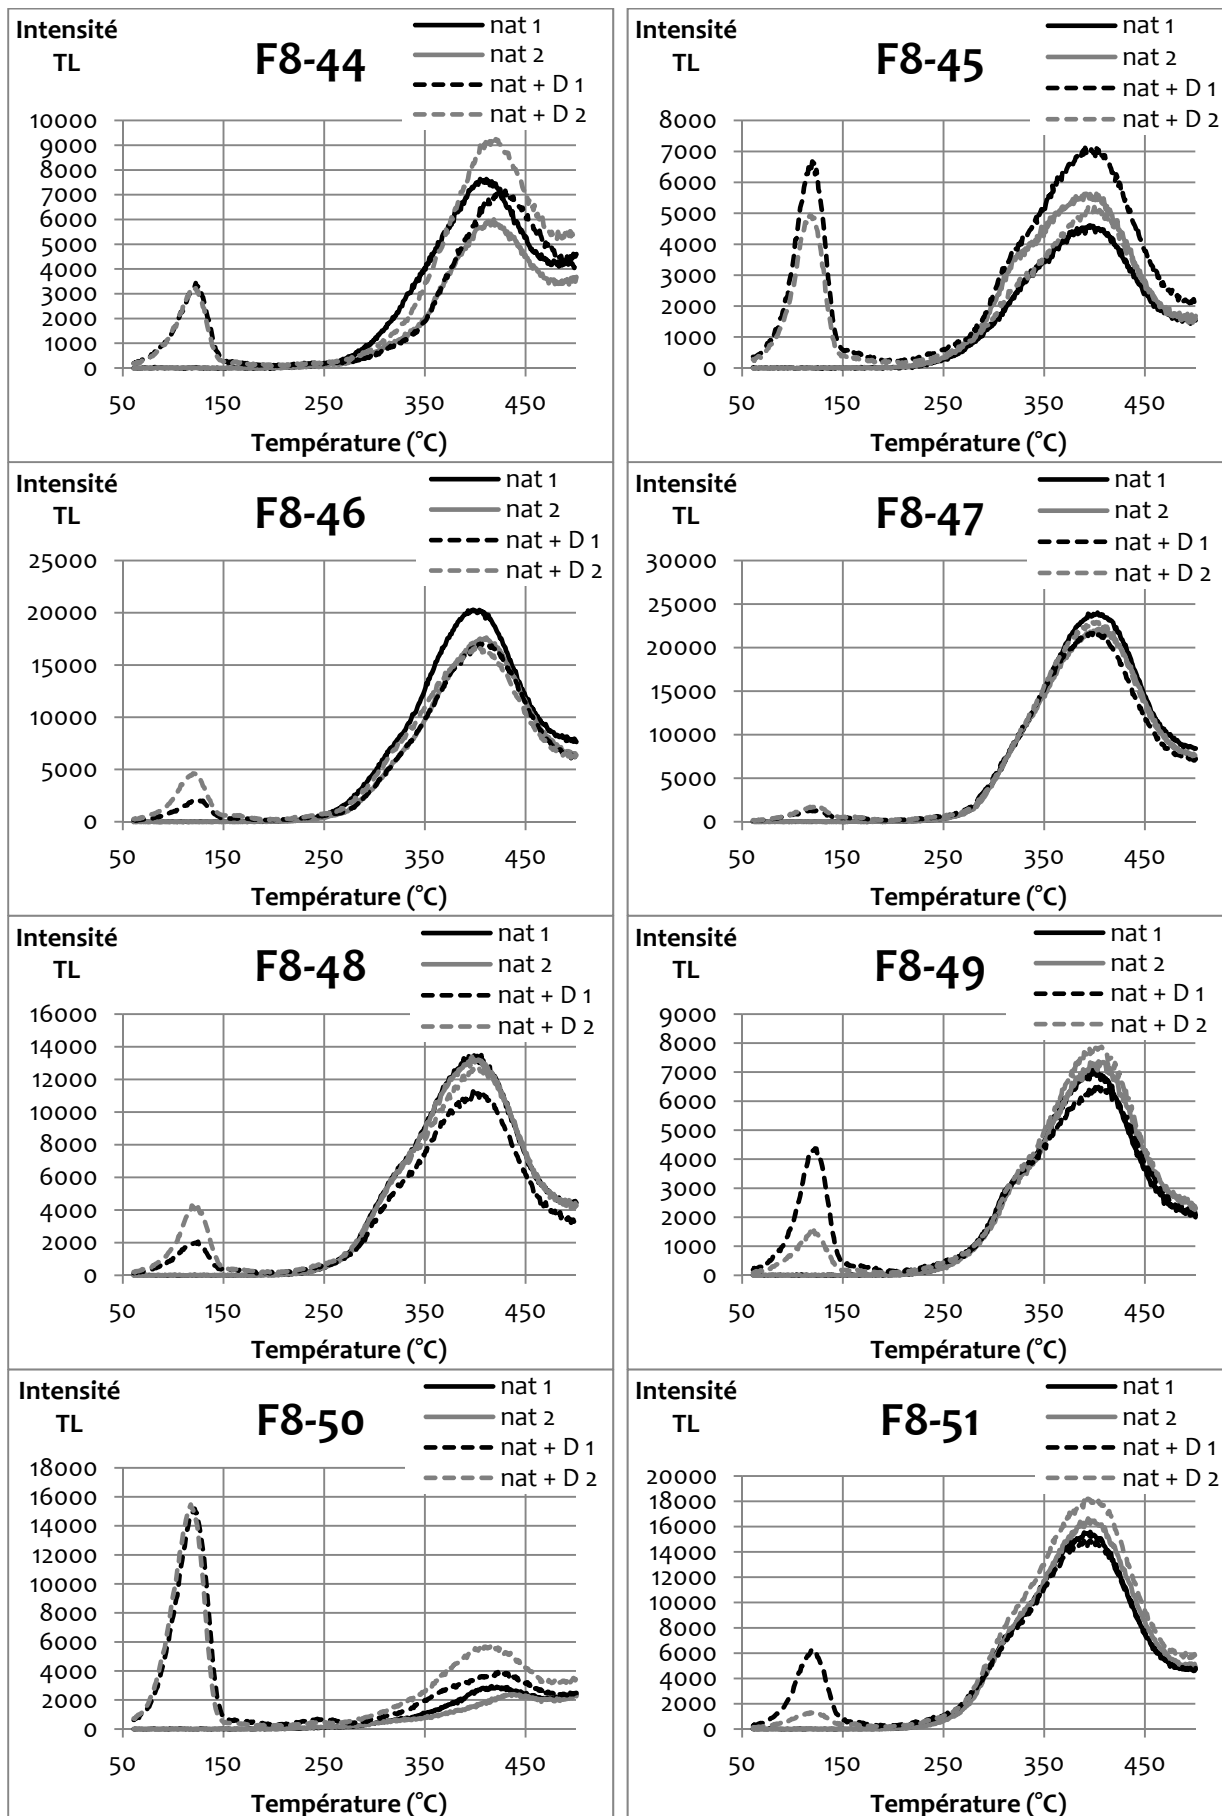 Intensité
TL
F8-44
nat 1
nat 2
nat + D 1
nat + D 2
10000
9000
8000
7000
6000
5000
4000
3000
2000
1000
0
50 150 250 350 450
Température (°C)
Intensité
TL
F8-45
nat 1
nat 2
nat + D 1
nat + D 2
8000
7000
6000
5000
4000
3000
2000
1000
0
50 150 250 350 450
Température (°C)
Intensité
TL
F8-46
nat 1
nat 2
nat + D 1
nat + D 2
25000
20000
15000
10000
5000
0
50 150 250 350 450
Température (°C)
Intensité
TL
F8-47
nat 1
nat 2
nat + D 1
nat + D 2
30000
25000
20000
15000
10000
5000
0
50 150 250 350 450
Température (°C)
Intensité
TL
F8-48
nat 1
nat 2
nat + D 1
nat + D 2
16000
14000
12000
10000
8000
6000
4000
2000
0
50 150 250 350 450
Température (°C)
Intensité
TL
F8-49
nat 1
nat 2
nat + D 1
nat + D 2
9000
8000
7000
6000
5000
4000
3000
2000
1000
0
50 150 250 350 450
Température (°C)
Intensité
TL
F8-50
nat 1
nat 2
nat + D 1
nat + D 2
18000
16000
14000
12000
10000
8000
6000
4000
2000
0
50 150 250 350 450
Température (°C)
Intensité
TL
F8-51
nat 1
nat 2
nat + D 1
nat + D 2
20000
18000
16000
14000
12000
10000
8000
6000
4000
2000
0
50 150 250 350 450
Température (°C)